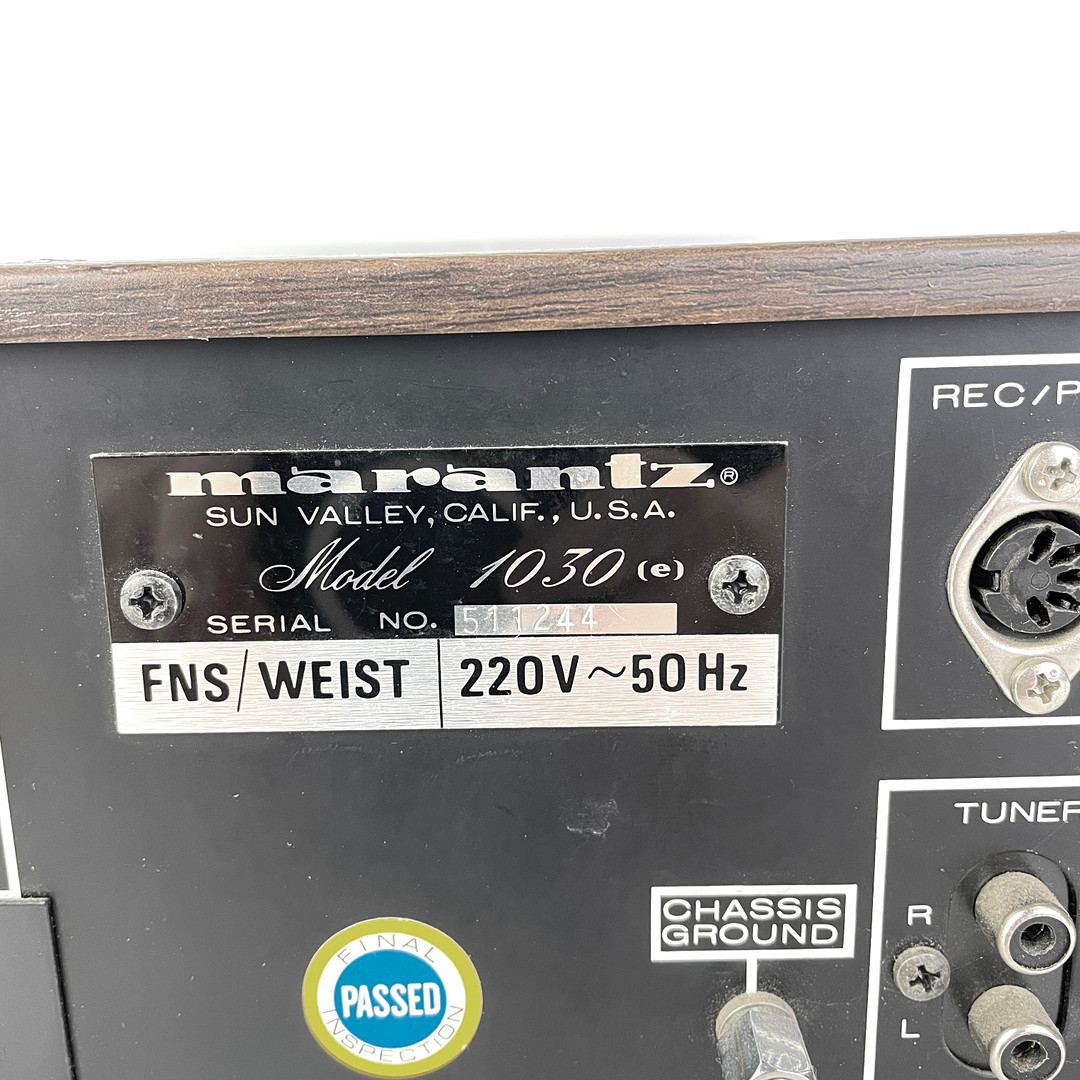 marantz®
SUN VALLEY, CALIF., U.S.A.
Model 1030 (e)
SERIAL NO. 511244
FNS/WEIST 220V~50Hz
REC/P
TUNER
CHASSIS
GROUND
R
L
FINAL
PASSED
INSPECTION